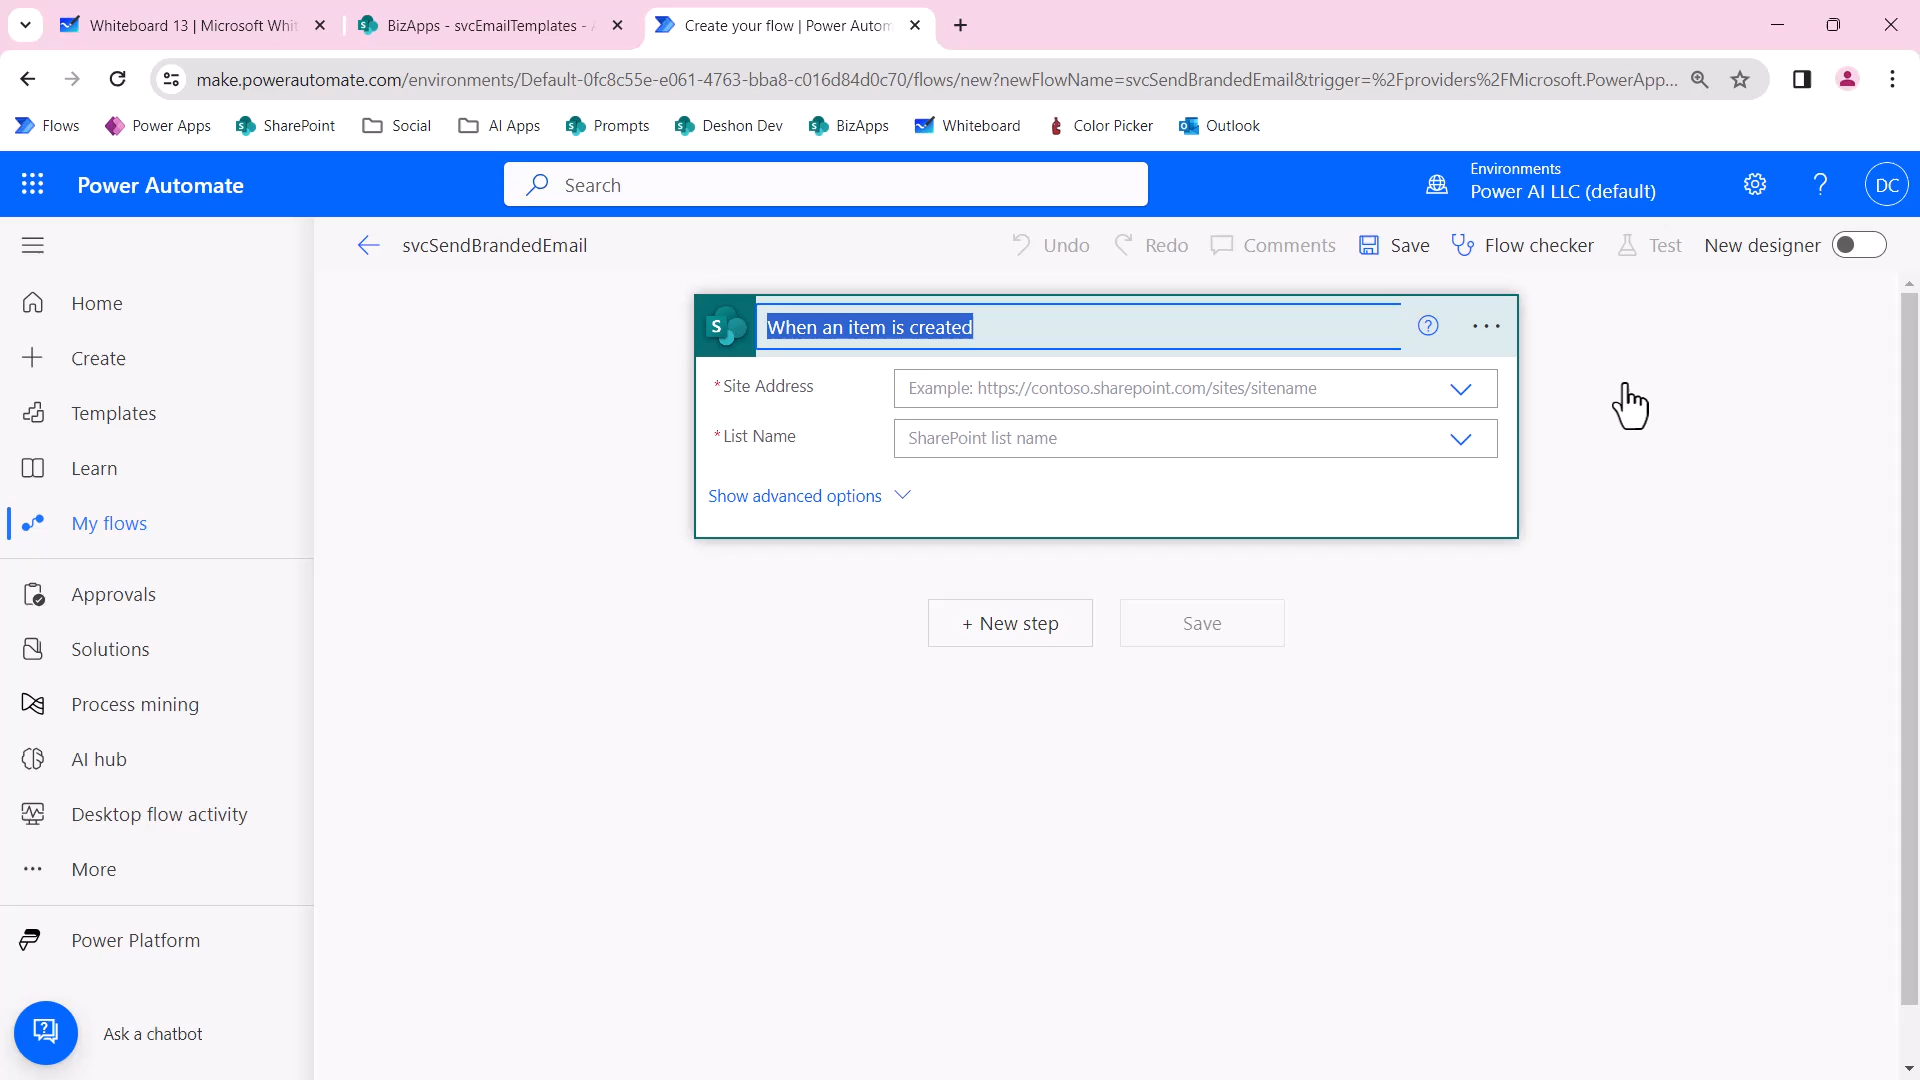 Whiteboard 13 | Microsoft Whit
BizApps - svcEmailTemplates - A
Create your flow | Power Autom
make.powerautomate.com/environments/Default-0fc8c55e-e061-4763-bba8-c016d84d0c70/flows/new?newFlowName=svcSendBrandedEmail&trigger=%2Fproviders%2FMicrosoft.PowerApp...
Flows
Power Apps
SharePoint
Social
AI Apps
Prompts
Deshon Dev
BizApps
Whiteboard
Color Picker
Outlook
Power Automate
Search
Environments
Power AI LLC (default)
DC
svcSendBrandedEmail
Undo
Redo
Comments
Save
Flow checker
Test
New designer
Home
Create
Templates
Learn
My flows
Approvals
Solutions
Process mining
AI hub
Desktop flow activity
More
Power Platform
Ask a chatbot
When an item is created
*Site Address
Example: https://contoso.sharepoint.com/sites/sitename
*List Name
SharePoint list name
Show advanced options
+ New step
Save